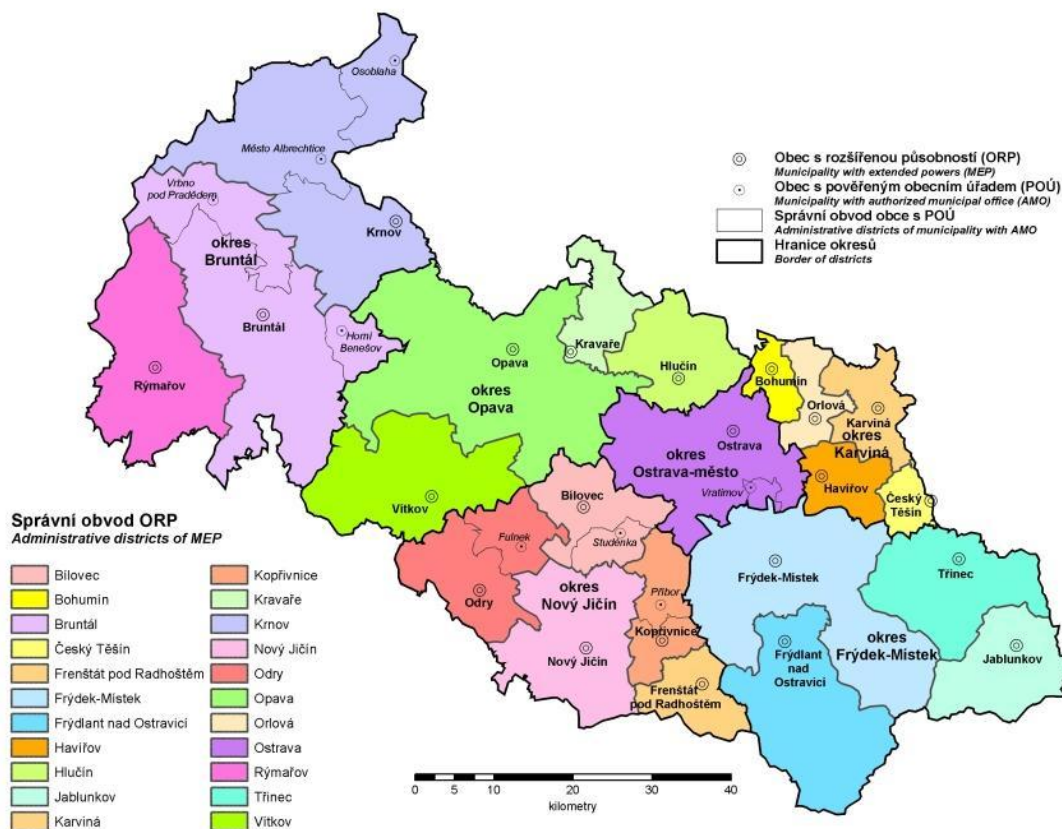 Osoblaha
Město Albrechtice
Vrbno
pod Pradědem
Krnov
okres
Bruntál
Bruntál
Horní
Benešov
Rýmařov
Obec s rozšířenou působností (ORP)
Municipality with extended powers (MEP)
Obec s pověřeným obecním úřadem (POÚ)
Municipality with authorized municipal office (AMO)
Správní obvod obce s POÚ
Administrative districts of municipality with AMO
Hranice okresů
Border of districts
Opava
okres
Opava
Kravaře
Hlučín
Bohumín
Orlová
Karviná
okres
Karviná
Ostrava
okres
Ostrava-město
Vratimov
Havířov
Český
Těšín
Vítkov
Bílovec
Studénka
Fulnek
Odry
okres
Nový Jičín
Nový Jičín
Příbor
Kopřivnice
Frenštát
pod Radhoštěm
Frýdek-Místek
okres
Frýdek-Místek
Frýdlant
nad
Ostravicí
Třinec
Jablunkov
Správní obvod ORP
Administrative districts of MEP
Bílovec
Bohumín
Bruntál
Český Těšín
Frenštát pod Radhoštěm
Frýdek-Místek
Frýdlant nad Ostravicí
Havířov
Hlučín
Jablunkov
Karviná
Kopřivnice
Kravaře
Krnov
Nový Jičín
Odry
Opava
Orlová
Ostrava
Rýmařov
Třinec
Vítkov
0 5 10 20 30 40
kilometry